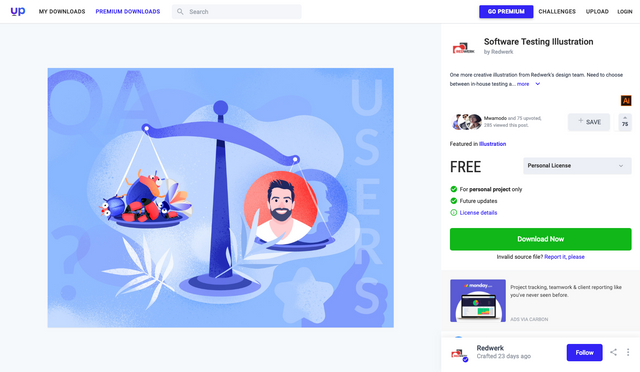 up
MY DOWNLOADS
PREMIUM DOWNLOADS
Search
GO PREMIUM
CHALLENGES
UPLOAD
LOGIN
QA
USERS
?
REDWERK
Software Testing Illustration
by Redwerk
One more creative illustration from Redwerk's design team. Need to choose
between in-house testing a... more
Ai
Mwamodo and 75 upvoted,
285 viewed this post.
+ SAVE
75
Featured in Illustration
FREE
Personal License
For personal project only
Future updates
License details
Download Now
Invalid source file? Report it, please
monday.com
Project tracking, teamwork & client reporting like
you've never seen before.
ADS VIA CARBON
Redwerk
Crafted 23 days ago
Follow